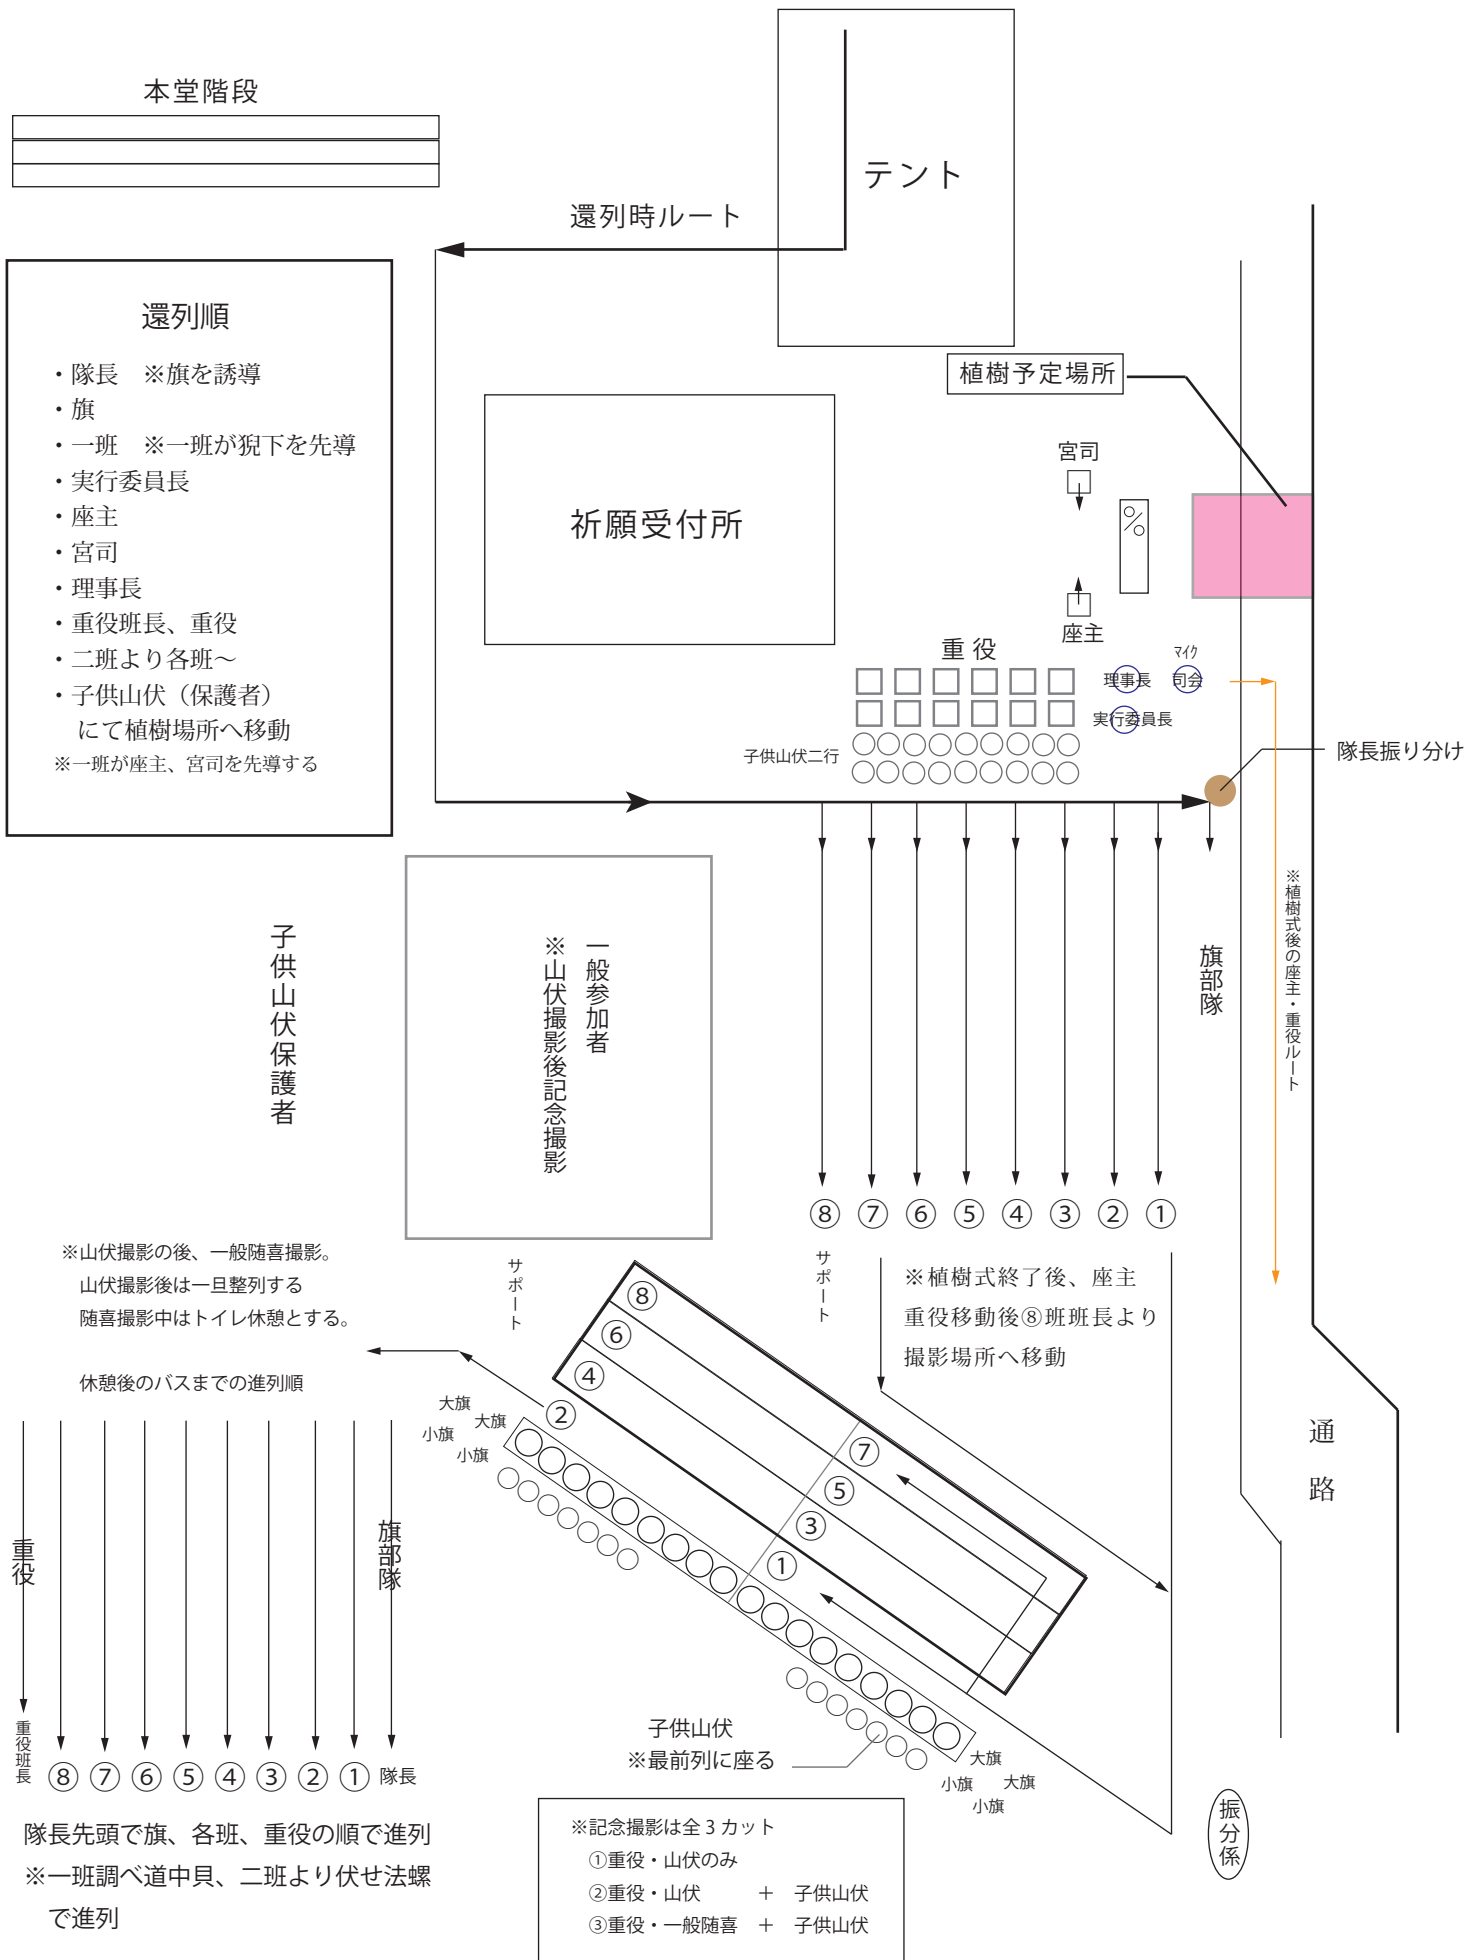 本堂階段
テント
還列時ルート
還列順
・隊長　※旗を誘導
・旗
・一班　※一班が猊下を先導
・実行委員長
・座主
・宮司
・理事長
・重役班長、重役
・二班より各班～
・子供山伏（保護者）
にて植樹場所へ移動
※一班が座主、宮司を先導する
植樹予定場所
宮司
祈願受付所
座主
重 役
マイク
理事長
司会
実行委員長
子供山伏二行
隊長振り分け
※植樹式後の座主・重役ルート
旗部隊
一般参加者
※山伏撮影後記念撮影
子供山伏保護者
⑧ ⑦ ⑥ ⑤ ④ ③ ② ①
※山伏撮影の後、一般随喜撮影。
山伏撮影後は一旦整列する
随喜撮影中はトイレ休憩とする。
サポート
サポート
※植樹式終了後、座主
重役移動後⑧班班長より
撮影場所へ移動
休憩後のバスまでの進列順
⑧
⑥
④
②
大旗
大旗
小旗
小旗
⑦
⑤
③
①
通路
重役
旗部隊
子供山伏
※最前列に座る
大旗
小旗
大旗
小旗
重役班長
⑧ ⑦ ⑥ ⑤ ④ ③ ② ① 隊長
振分係
隊長先頭で旗、各班、重役の順で進列
※一班調べ道中貝、二班より伏せ法螺
で進列
※記念撮影は全 3 カット
①重役・山伏のみ
②重役・山伏　　＋　子供山伏
③重役・一般随喜　＋　子供山伏